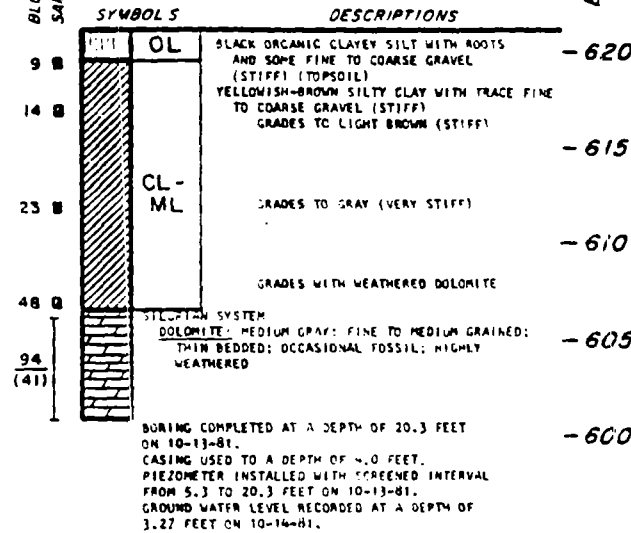 BLO
SAM
SYMBOLS DESCRIPTIONS
OL BLACK ORGANIC CLAYEY SILT WITH ROOTS
AND SOME FINE TO COARSE GRAVEL
(STIFF) (TOPSOIL)
-620
9
YELLOWISH-BROWN SILTY CLAY WITH TRACE FINE
TO COARSE GRAVEL (STIFF)
14
GRADES TO LIGHT BROWN (STIFF)
-615
CL-
ML
23 GRADES TO GRAY (VERY STIFF)
-610
GRADES WITH WEATHERED DOLOMITE
48
SILURIAN SYSTEM
DOLOMITE: MEDIUM GRAY; FINE TO MEDIUM GRAINED;
THIN BEDDED; OCCASIONAL FOSSIL; HIGHLY
WEATHERED
-605
94
(41)
BORING COMPLETED AT A DEPTH OF 20.3 FEET
ON 10-13-81.
-600
CASING USED TO A DEPTH OF 4.0 FEET.
PIEZOMETER INSTALLED WITH SCREENED INTERVAL
FROM 5.3 TO 20.3 FEET ON 10-13-81.
GROUND WATER LEVEL RECORDED AT A DEPTH OF
3.27 FEET ON 10-14-81.